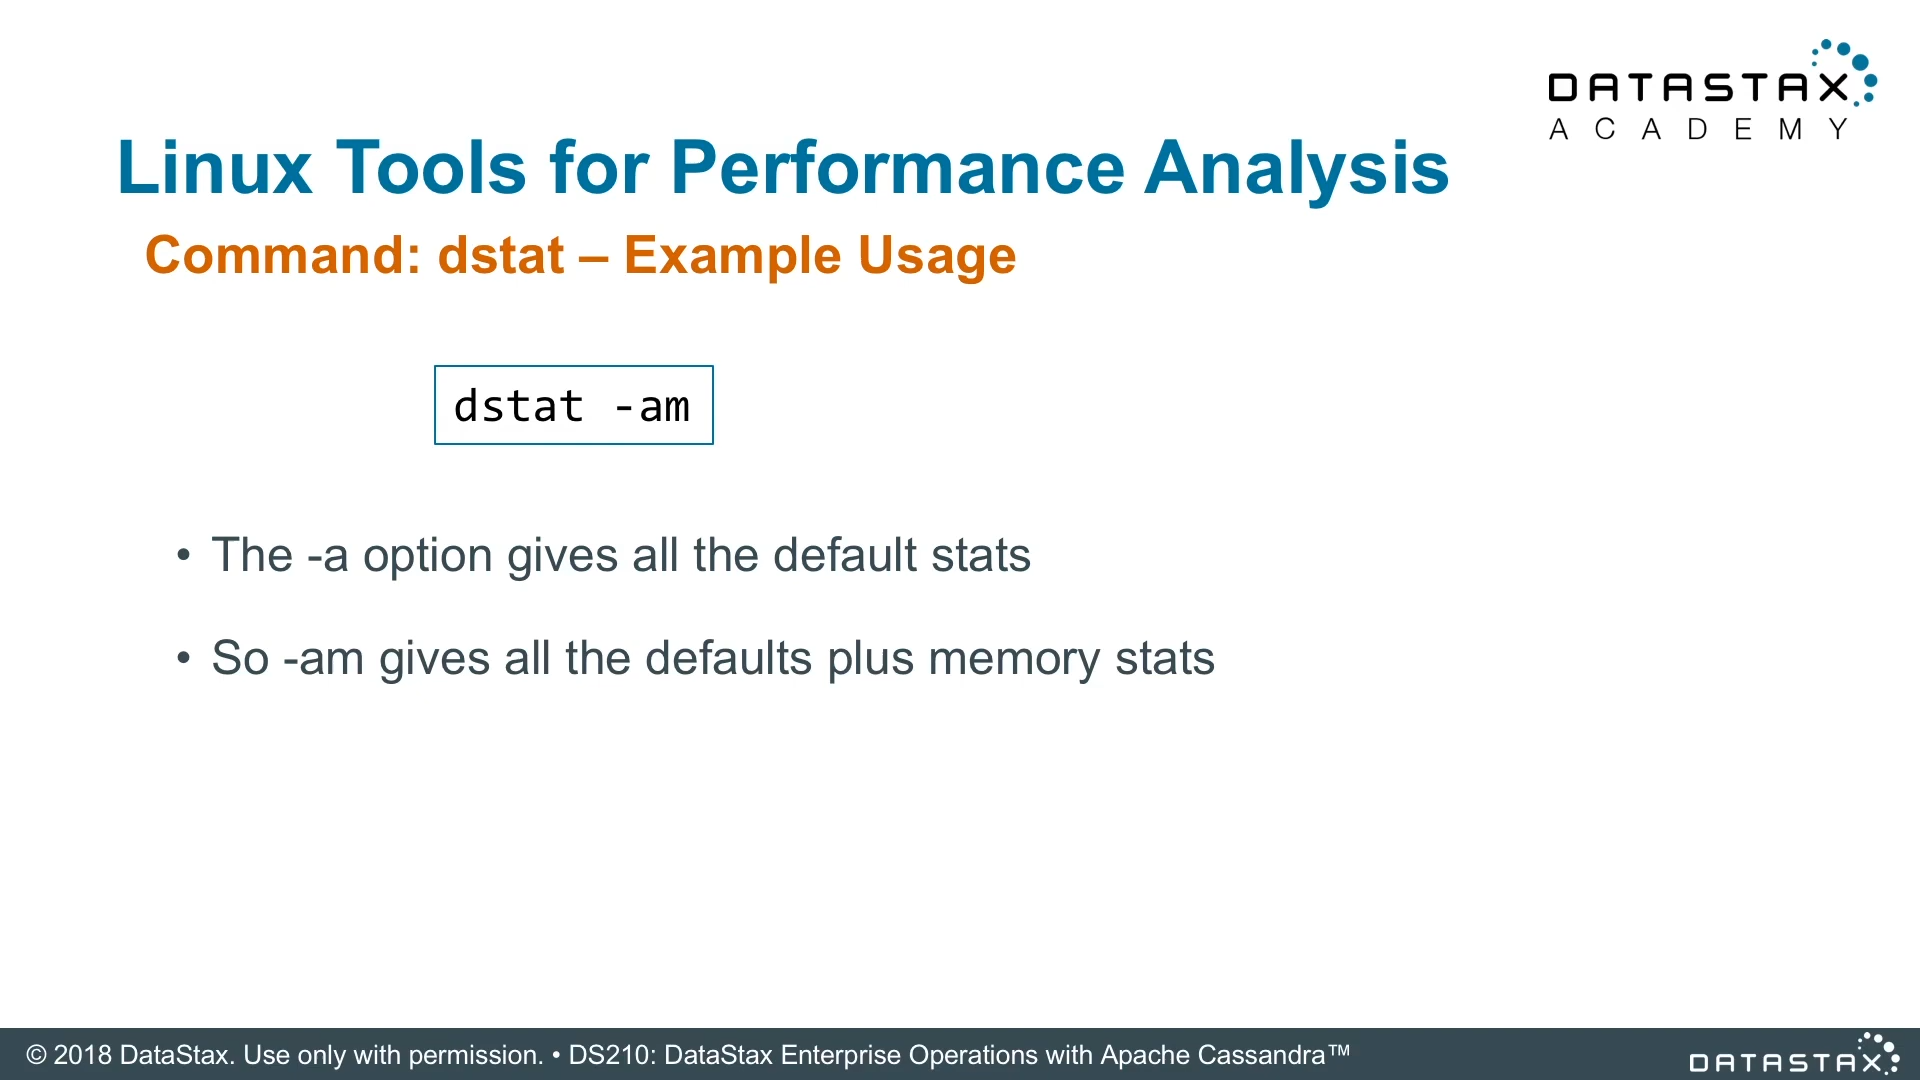 DATASTAX
ACADEMY
Linux Tools for Performance Analysis
Command: dstat – Example Usage
dstat -am
• The -a option gives all the default stats
• So -am gives all the defaults plus memory stats
© 2018 DataStax. Use only with permission. • DS210: DataStax Enterprise Operations with Apache Cassandra™
DATASTAX